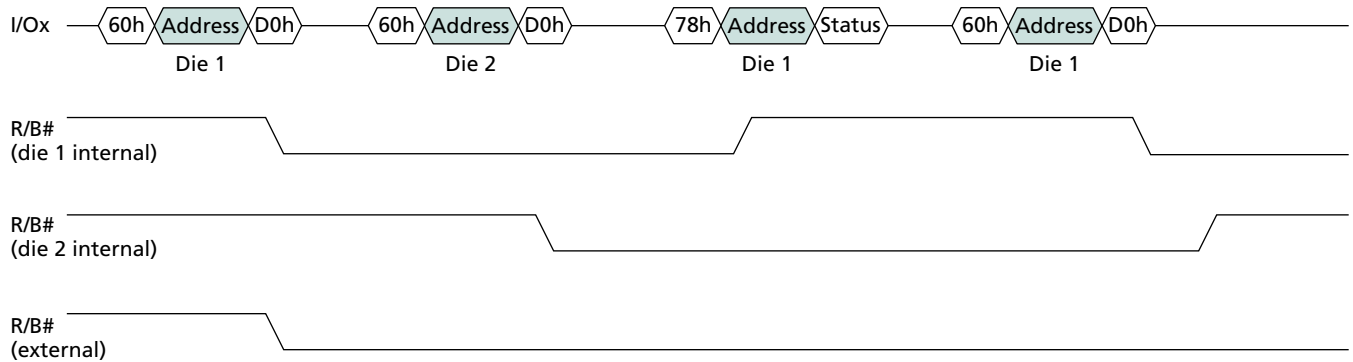 I/Ox 60h Address D0h 60h Address D0h 78h Address Status 60h Address D0h
Die 1 Die 2 Die 1 Die 1
R/B#
(die 1 internal)
R/B#
(die 2 internal)
R/B#
(external)